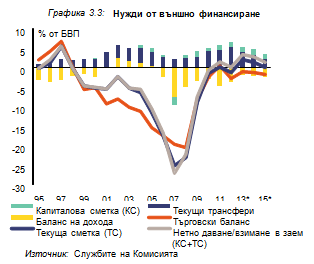 Графика 3.3: Нужди от външно финансиране
% от БВП
10
5
0
-5
-10
-15
-20
-25
-30
95 97 99 01 03 05 07 09 11 13* 15*
Капиталова сметка (КС)
Текущи трансфери
Баланс на дохода
Търговски баланс
Текуща сметка (ТС)
Нетно даване/взимане в заем (КС+ТС)
Източник: Службите на Комисията